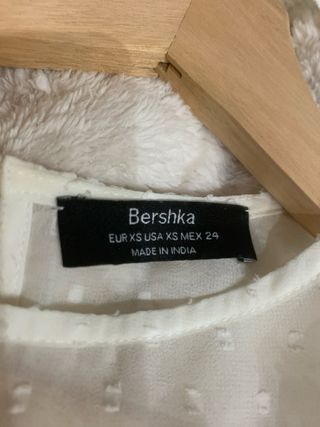 Bershka
EUR XS USA XS MEX 24
MADE IN INDIA